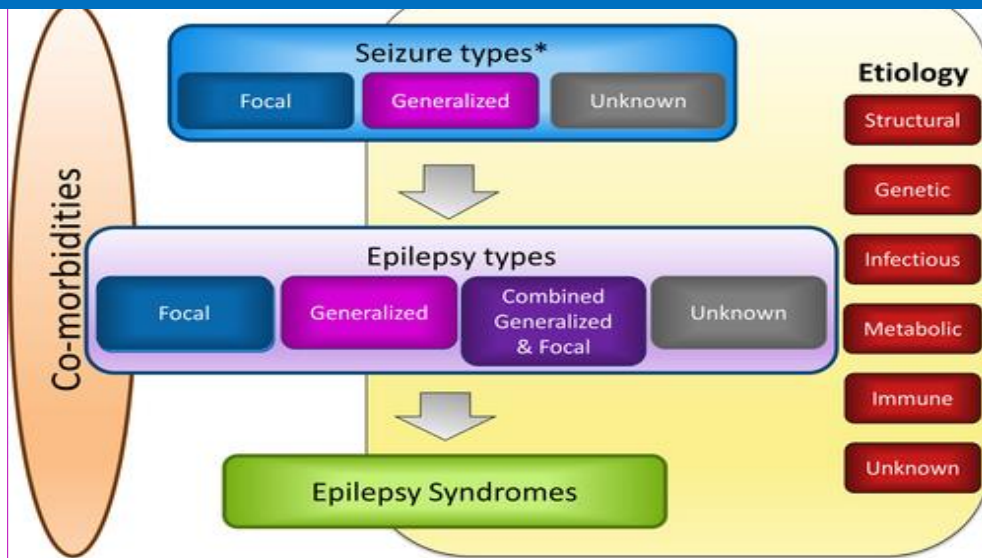 Co-morbidities
Seizure types*
Focal
Generalized
Unknown
Epilepsy types
Focal
Generalized
Combined
Generalized
& Focal
Unknown
Epilepsy Syndromes
Etiology
Structural
Genetic
Infectious
Metabolic
Immune
Unknown